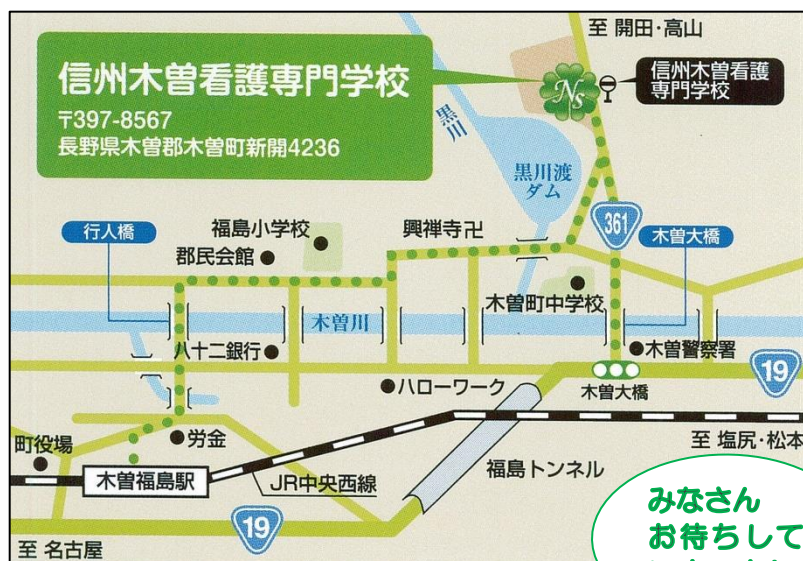 至 開田・高山
信州木曽看護専門学校
〒397-8567
長野県木曽郡木曽町新開4236
Ns
信州木曽看護
専門学校
黒川
黒川渡
ダム
361
行人橋
福島小学校
興禅寺卍
木曽大橋
郡民会館
木曽町中学校
木曽川
八十二銀行
木曽警察署
ハローワーク
木曽大橋
19
町役場
労金
至 塩尻・松本
木曽福島駅
JR中央西線
福島トンネル
19
至 名古屋
みなさん
お待ちして